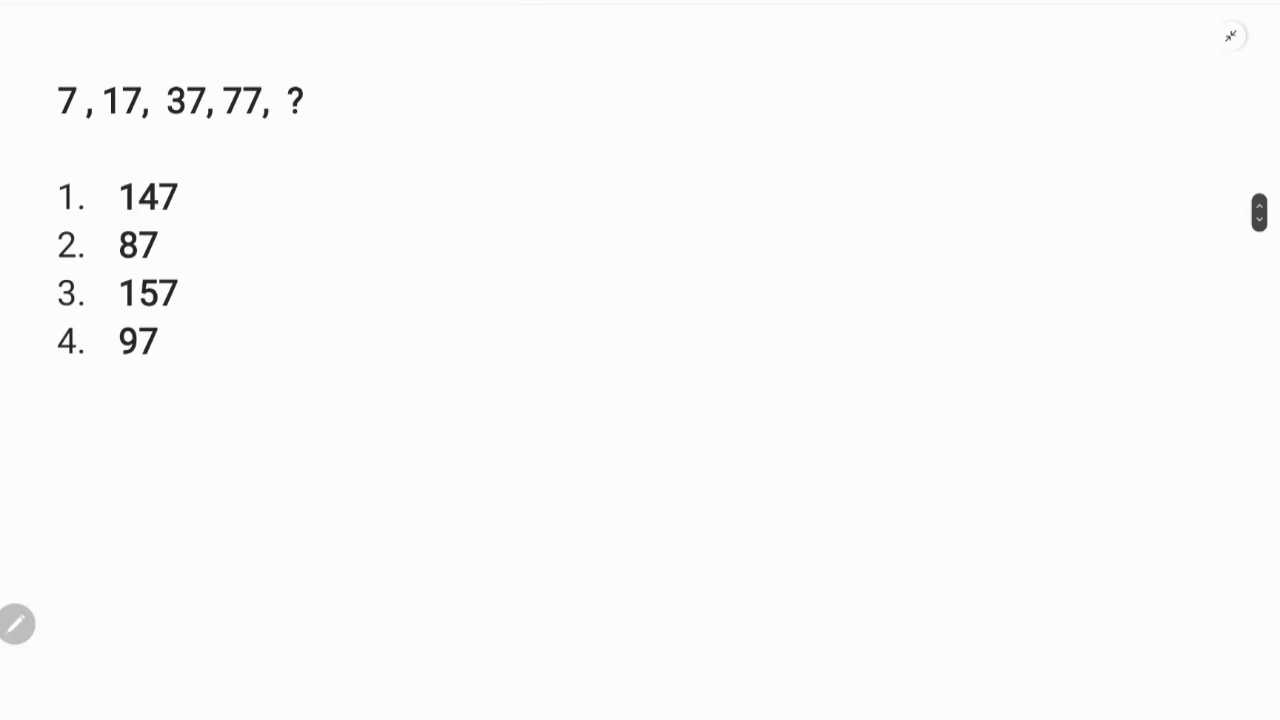 7 , 17, 37, 77, ?
1. 147
2. 87
3. 157
4. 97